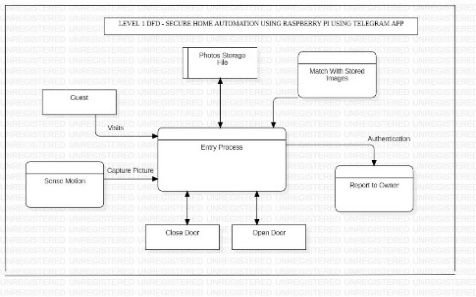 LEVEL 1 DFD - SECURE HOME AUTOMATION USING RASPBERRY PI USING TELEGRAM APP
Photos Storage
File
Match With Stored
Images
Guest
Visits
Entry Process
Authentication
Capture Picture
Sense Motion
Report to Owner
Close Door
Open Door